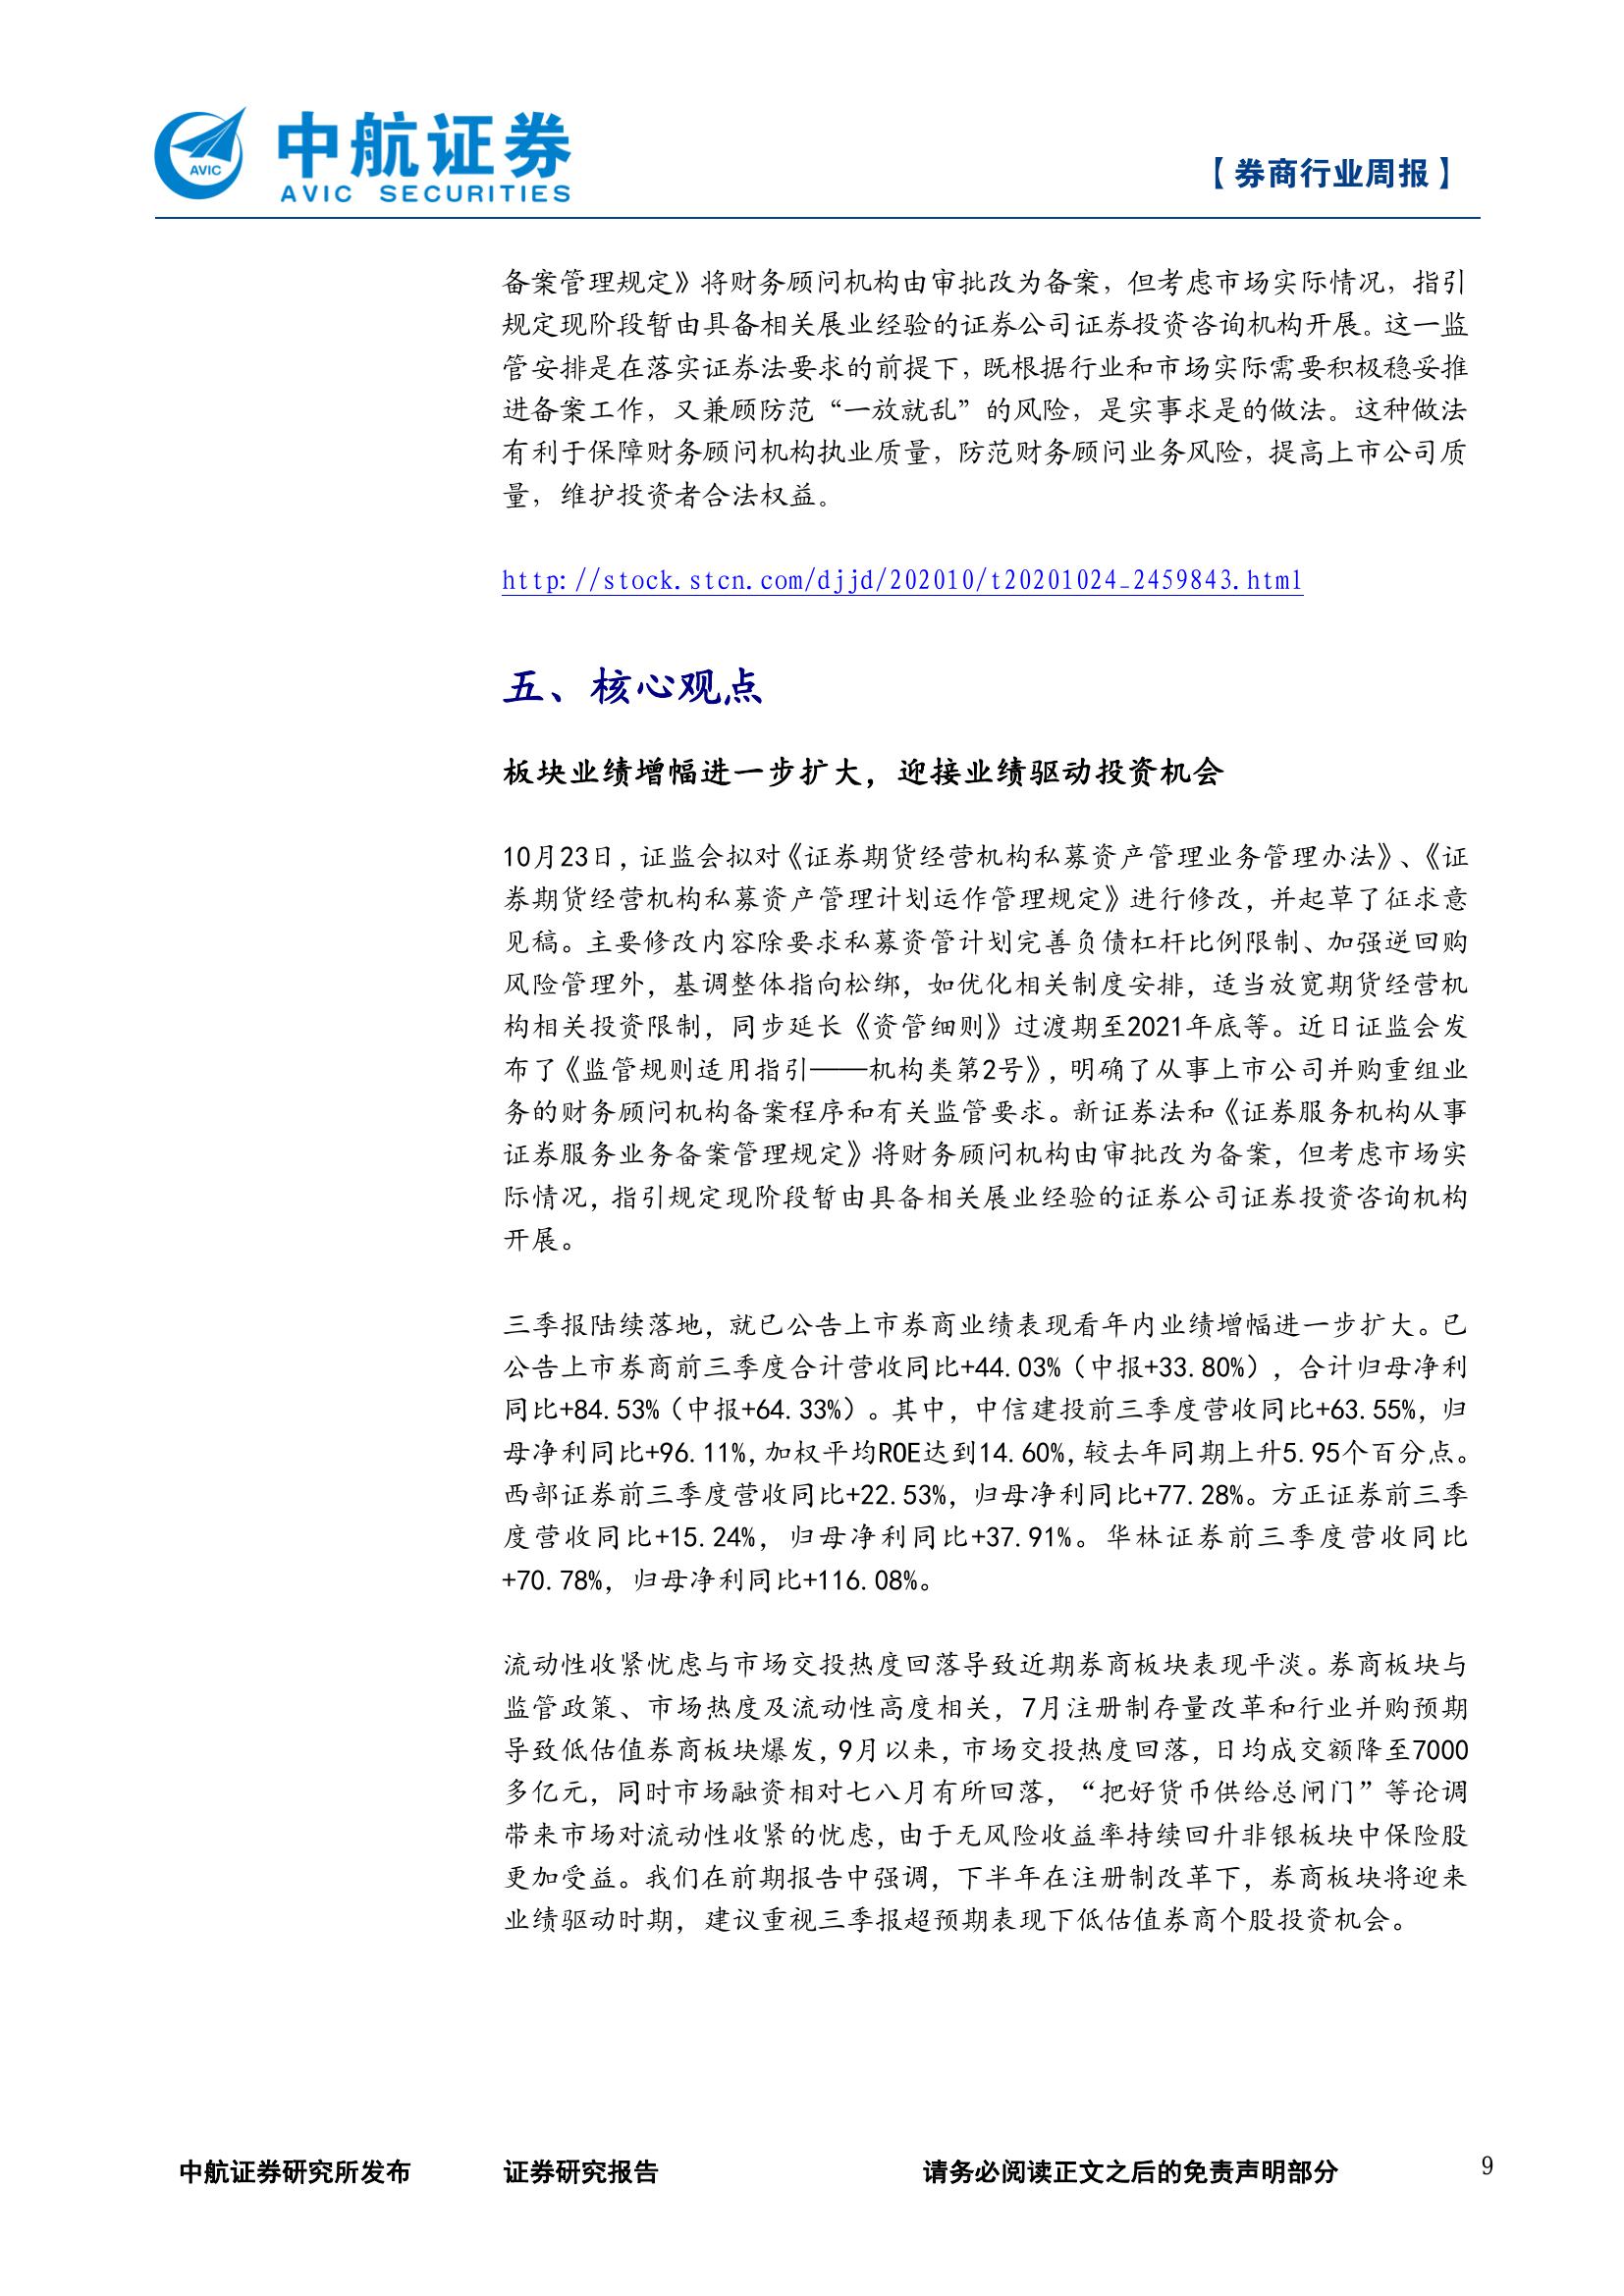 AVIC
中航证券
AVIC SECURITIES
【券商行业周报】
备案管理规定》将财务顾问机构由审批改为备案，但考虑市场实际情况，指引
规定现阶段暂由具备相关展业经验的证券公司证券投资咨询机构开展。这一监
管安排是在落实证券法要求的前提下，既根据行业和市场实际需要积极稳妥推
进备案工作，又兼顾防范“一放就乱”的风险，是实事求是的做法。这种做法
有利于保障财务顾问机构执业质量，防范财务顾问业务风险，提高上市公司质
量，维护投资者合法权益。
http://stock.stcn.com/djjd/202010/t20201024_2459843.html
五、核心观点
板块业绩增幅进一步扩大，迎接业绩驱动投资机会
10月23日，证监会拟对《证券期货经营机构私募资产管理业务管理办法》、《证
券期货经营机构私募资产管理计划运作管理规定》进行修改，并起草了征求意
见稿。主要修改内容除要求私募资管计划完善负债杠杆比例限制、加强逆回购
风险管理外，基调整体指向松绑，如优化相关制度安排，适当放宽期货经营机
构相关投资限制，同步延长《资管细则》过渡期至2021年底等。近日证监会发
布了《监管规则适用指引——机构类第2号》，明确了从事上市公司并购重组业
务的财务顾问机构备案程序和有关监管要求。新证券法和《证券服务机构从事
证券服务业务备案管理规定》将财务顾问机构由审批改为备案，但考虑市场实
际情况，指引规定现阶段暂由具备相关展业经验的证券公司证券投资咨询机构
开展。
三季报陆续落地，就已公告上市券商业绩表现看年内业绩增幅进一步扩大。已
公告上市券商前三季度合计营收同比+44.03%（中报+33.80%），合计归母净利
同比+84.53%（中报+64.33%）。其中，中信建投前三季度营收同比+63.55%，归
母净利同比+96.11%，加权平均ROE达到14.60%，较去年同期上升5.95个百分点。
西部证券前三季度营收同比+22.53%，归母净利同比+77.28%。方正证券前三季
度营收同比+15.24%，归母净利同比+37.91%。华林证券前三季度营收同比
+70.78%，归母净利同比+116.08%。
流动性收紧忧虑与市场交投热度回落导致近期券商板块表现平淡。券商板块与
监管政策、市场热度及流动性高度相关，7月注册制存量改革和行业并购预期
导致低估值券商板块爆发，9月以来，市场交投热度回落，日均成交额降至7000
多亿元，同时市场融资相对七八月有所回落，“把好货币供给总闸门”等论调
带来市场对流动性收紧的忧虑，由于无风险收益率持续回升非银板块中保险股
更加受益。我们在前期报告中强调，下半年在注册制改革下，券商板块将迎来
业绩驱动时期，建议重视三季报超预期表现下低估值券商个股投资机会。
中航证券研究所发布 证券研究报告 请务必阅读正文之后的免责声明部分 9